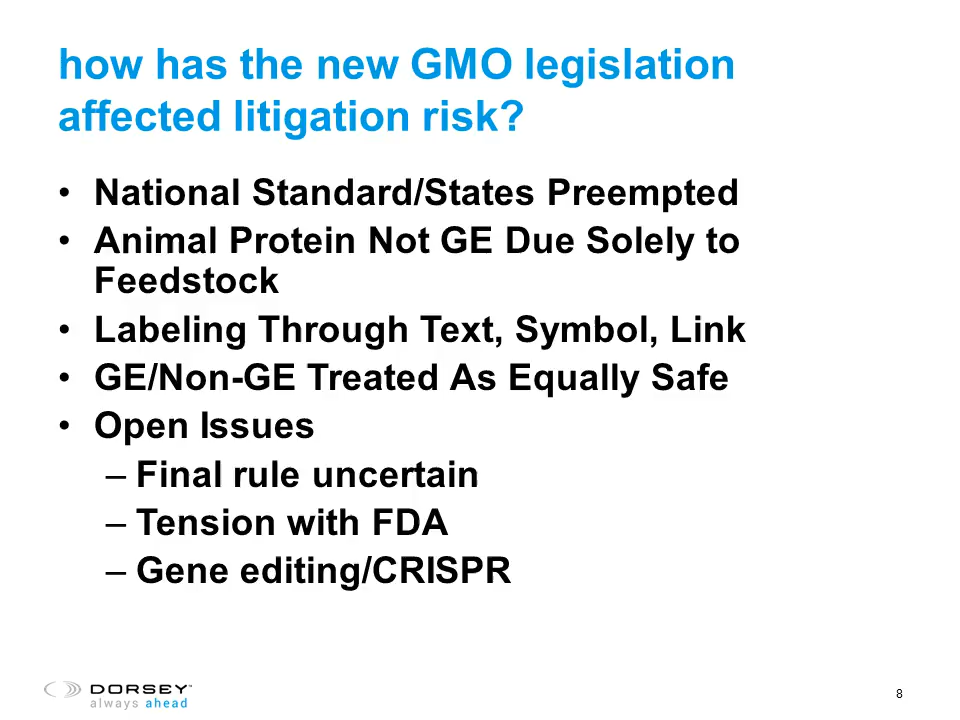 how has the new GMO legislation
affected litigation risk?
• National Standard/States Preempted
• Animal Protein Not GE Due Solely to
Feedstock
• Labeling Through Text, Symbol, Link
• GE/Non-GE Treated As Equally Safe
• Open Issues
– Final rule uncertain
– Tension with FDA
– Gene editing/CRISPR
DORSEY™
always ahead
8